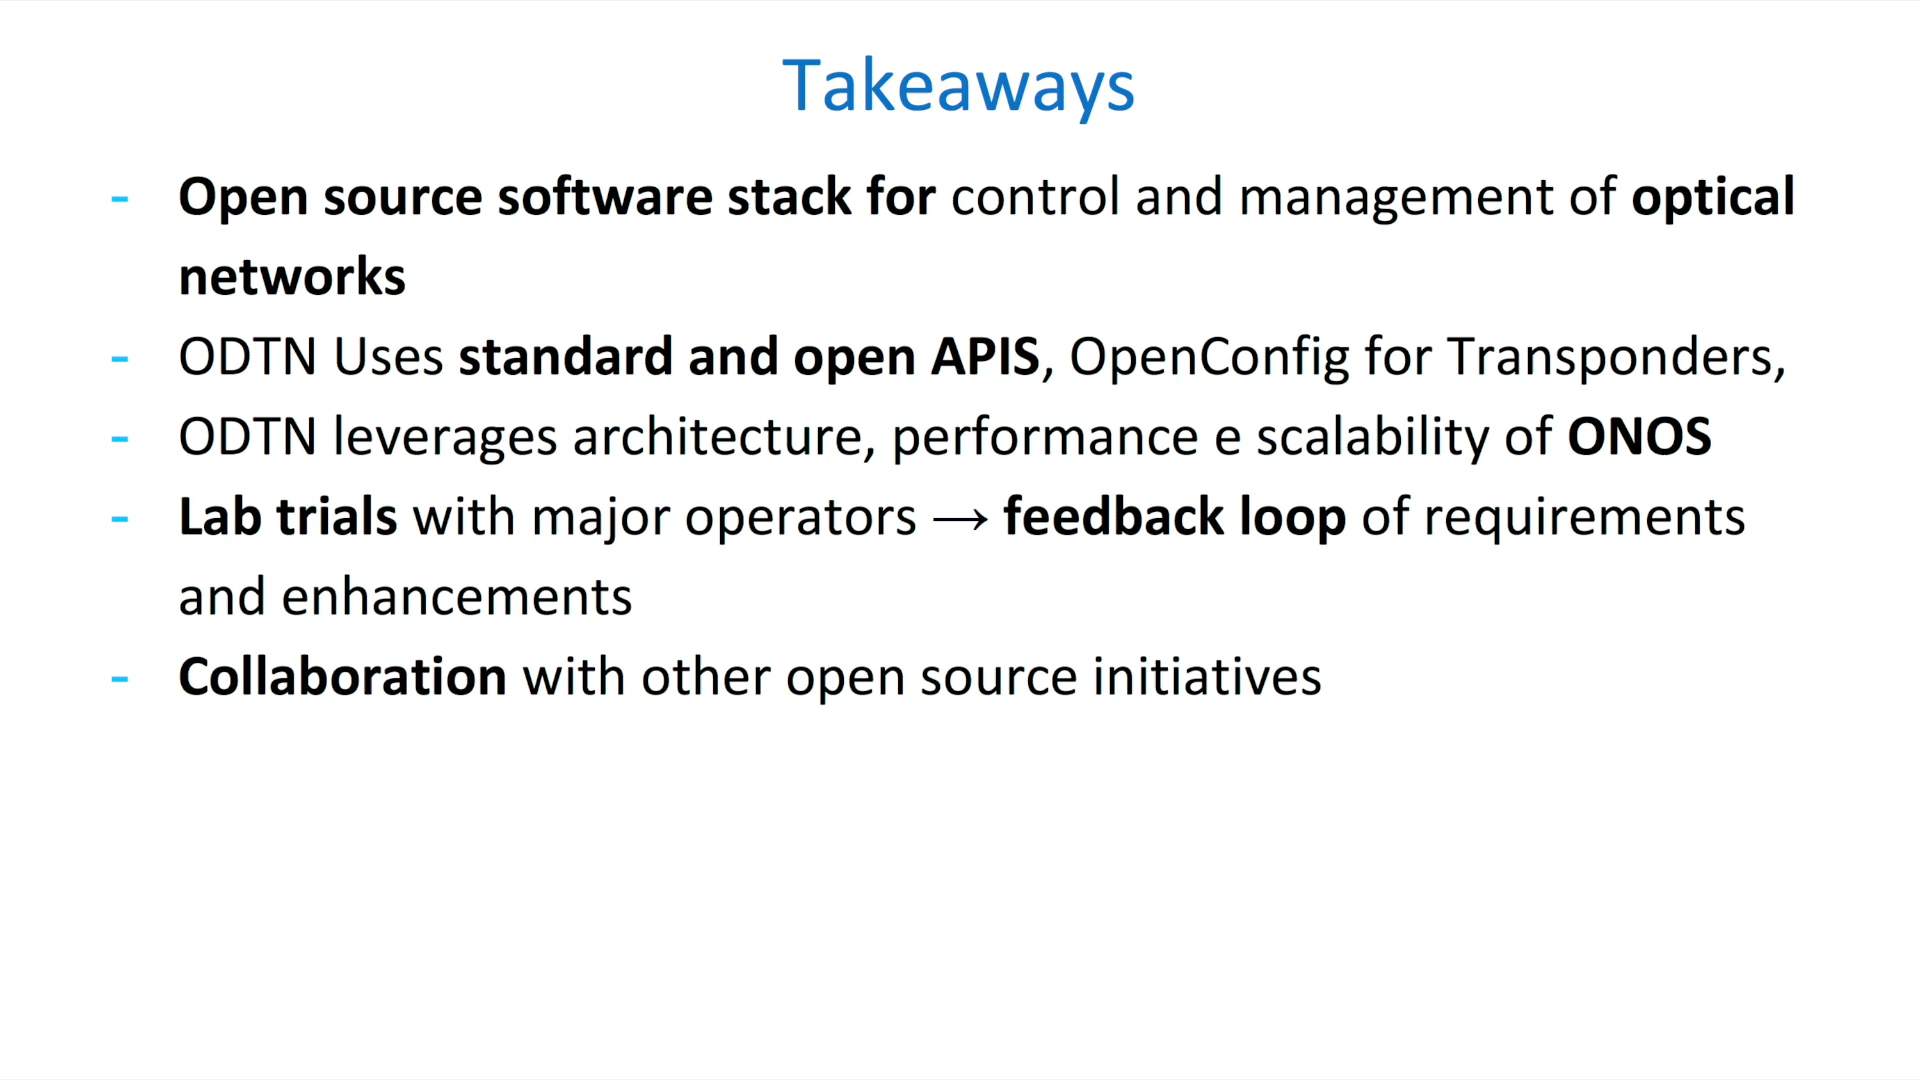 Takeaways
- Open source software stack for control and management of optical
networks
- ODTN Uses standard and open APIS, OpenConfig for Transponders,
- ODTN leverages architecture, performance e scalability of ONOS
- Lab trials with major operators → feedback loop of requirements
and enhancements
- Collaboration with other open source initiatives